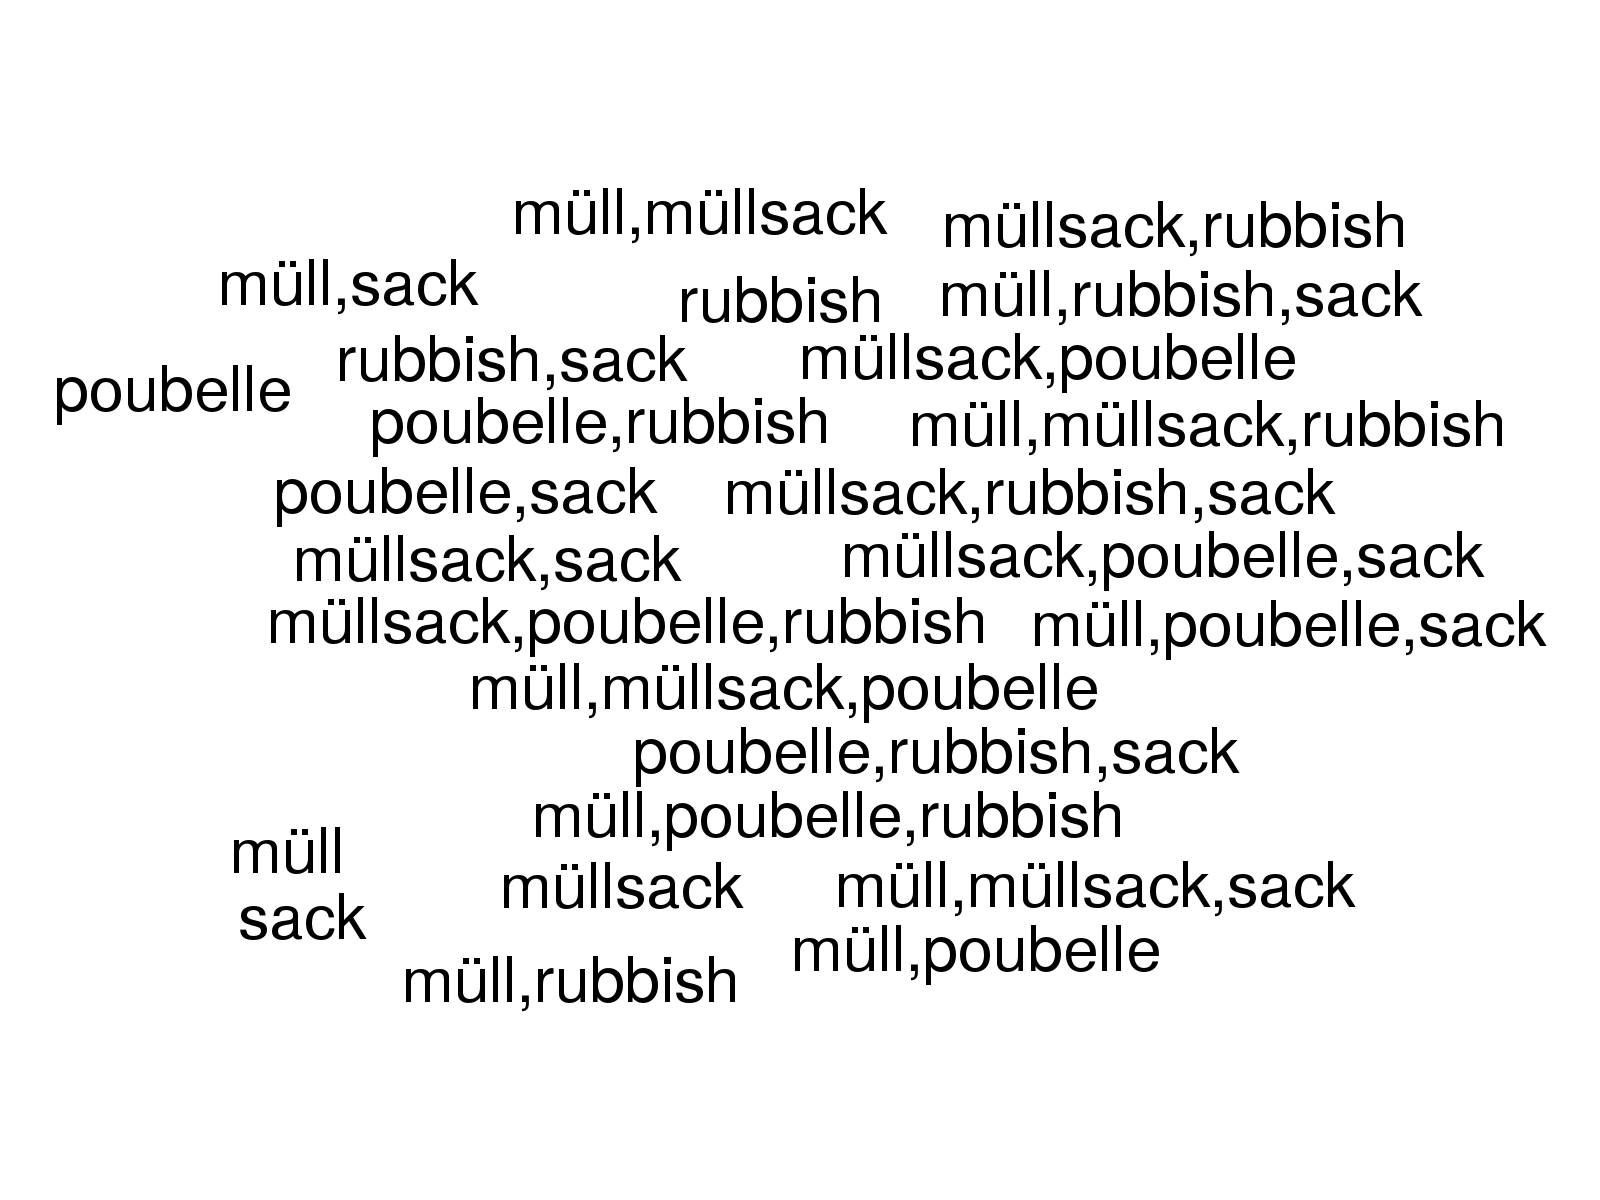 müll,müllsack
müllsack,rubbish
müll,sack
rubbish
müll,rubbish,sack
rubbish,sack
müllsack,poubelle
poubelle
poubelle,rubbish
müll,müllsack,rubbish
poubelle,sack
müllsack,rubbish,sack
müllsack,sack
müllsack,poubelle,sack
müllsack,poubelle,rubbish
müll,poubelle,sack
müll,müllsack,poubelle
poubelle,rubbish,sack
müll,poubelle,rubbish
müll
müllsack
müll,müllsack,sack
sack
müll,poubelle
müll,rubbish